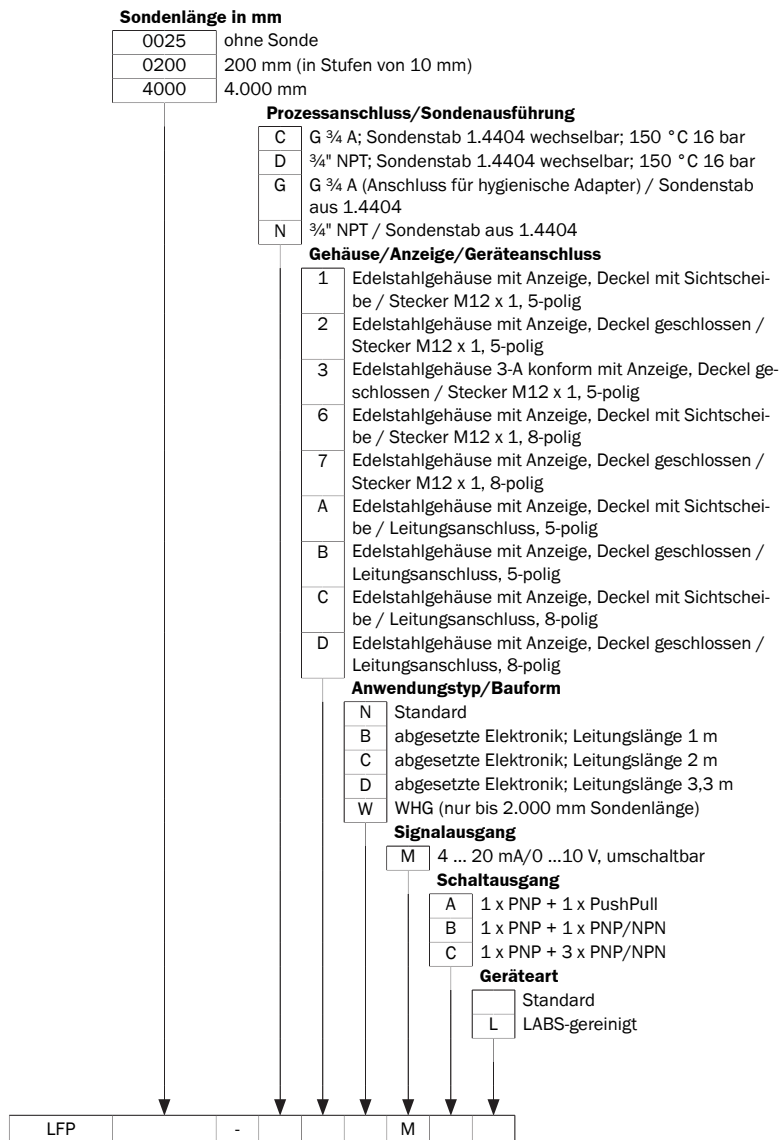 Sondenlänge in mm
0025 ohne Sonde
0200 200 mm (in Stufen von 10 mm)
4000 4.000 mm
Prozessanschluss/Sondenausführung
C G ¾ A; Sondenstab 1.4404 wechselbar; 150 °C 16 bar
D ¾" NPT; Sondenstab 1.4404 wechselbar; 150 °C 16 bar
G G ¾ A (Anschluss für hygienische Adapter) / Sondenstab
aus 1.4404
N ¾" NPT / Sondenstab aus 1.4404
Gehäuse/Anzeige/Geräteanschluss
1 Edelstahlgehäuse mit Anzeige, Deckel mit Sichtschei-
be / Stecker M12 x 1, 5-polig
2 Edelstahlgehäuse mit Anzeige, Deckel geschlossen /
Stecker M12 x 1, 5-polig
3 Edelstahlgehäuse 3-A konform mit Anzeige, Deckel ge-
schlossen / Stecker M12 x 1, 5-polig
6 Edelstahlgehäuse mit Anzeige, Deckel mit Sichtschei-
be / Stecker M12 x 1, 8-polig
7 Edelstahlgehäuse mit Anzeige, Deckel geschlossen /
Stecker M12 x 1, 8-polig
A Edelstahlgehäuse mit Anzeige, Deckel mit Sichtschei-
be / Leitungsanschluss, 5-polig
B Edelstahlgehäuse mit Anzeige, Deckel geschlossen /
Leitungsanschluss, 5-polig
C Edelstahlgehäuse mit Anzeige, Deckel mit Sichtschei-
be / Leitungsanschluss, 8-polig
D Edelstahlgehäuse mit Anzeige, Deckel geschlossen /
Leitungsanschluss, 8-polig
Anwendungstyp/Bauform
N Standard
B abgesetzte Elektronik; Leitungslänge 1 m
C abgesetzte Elektronik; Leitungslänge 2 m
D abgesetzte Elektronik; Leitungslänge 3,3 m
W WHG (nur bis 2.000 mm Sondenlänge)
Signalausgang
M 4 ... 20 mA/0 ...10 V, umschaltbar
Schaltausgang
A 1 x PNP + 1 x PushPull
B 1 x PNP + 1 x PNP/NPN
C 1 x PNP + 3 x PNP/NPN
Geräteart
Standard
L LABS-gereinigt
LFP - M